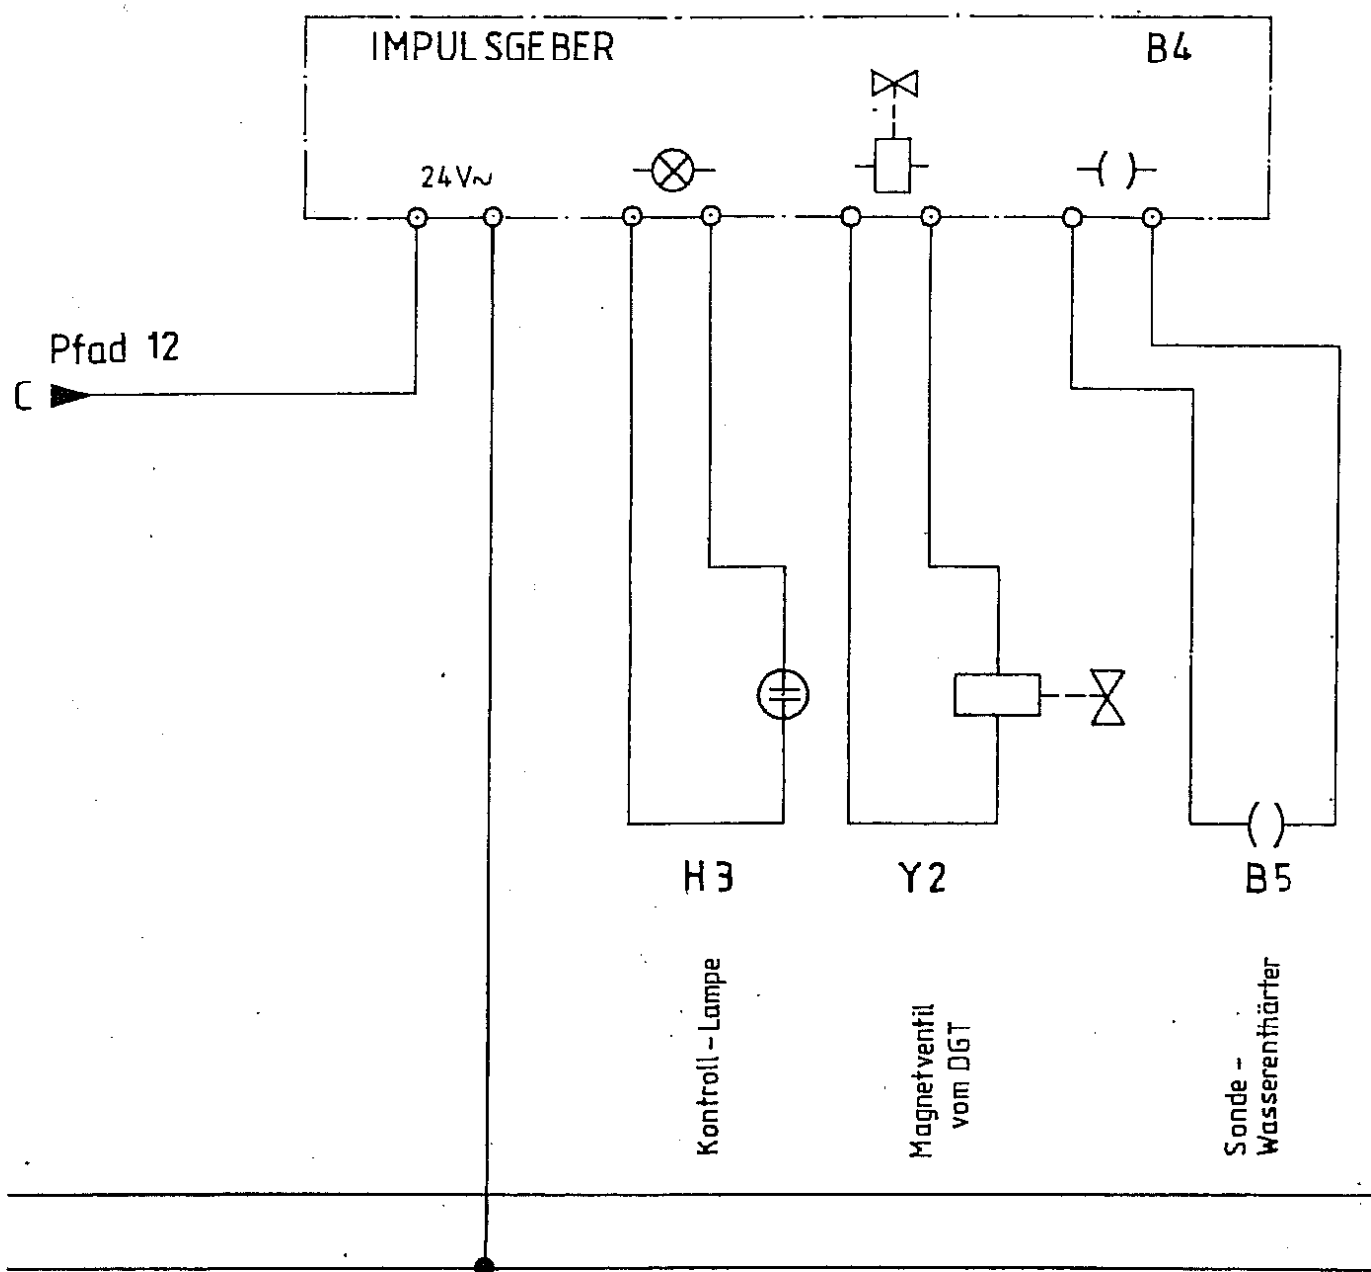 IMPULSGEBER
B4
24V~
Pfad 12
C
H3
Y2
B5
Kontroll-Lampe
Magnetventil
vom DGT
Sonde-
Wasserenthärter